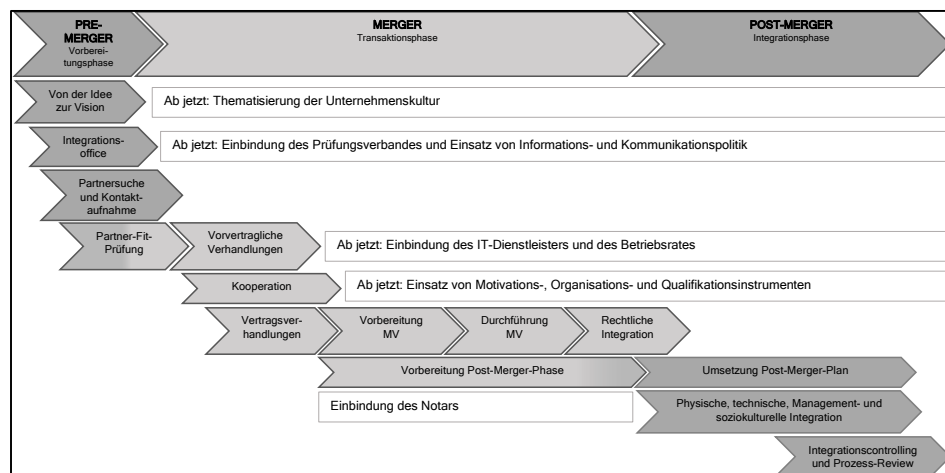 PRE-
MERGER
Vorberei-
tungsphase
MERGER
Transaktionsphase
POST-MERGER
Integrationsphase
Von der Idee
zur Vision
Ab jetzt: Thematisierung der Unternehmenskultur
Integrations-
office
Ab jetzt: Einbindung des Prüfungsverbandes und Einsatz von Informations- und Kommunikationspolitik
Partnersuche
und Kontakt-
aufnahme
Partner-Fit-
Prüfung
Vorvertragliche
Verhandlungen
Ab jetzt: Einbindung des IT-Dienstleisters und des Betriebsrates
Kooperation
Ab jetzt: Einsatz von Motivations-, Organisations- und Qualifikationsinstrumenten
Vertragsver-
handlungen
Vorbereitung
MV
Durchführung
MV
Rechtliche
Integration
Vorbereitung Post-Merger-Phase
Umsetzung Post-Merger-Plan
Einbindung des Notars
Physische, technische, Management- und
soziokulturelle Integration
Integrationscontrolling
und Prozess-Review